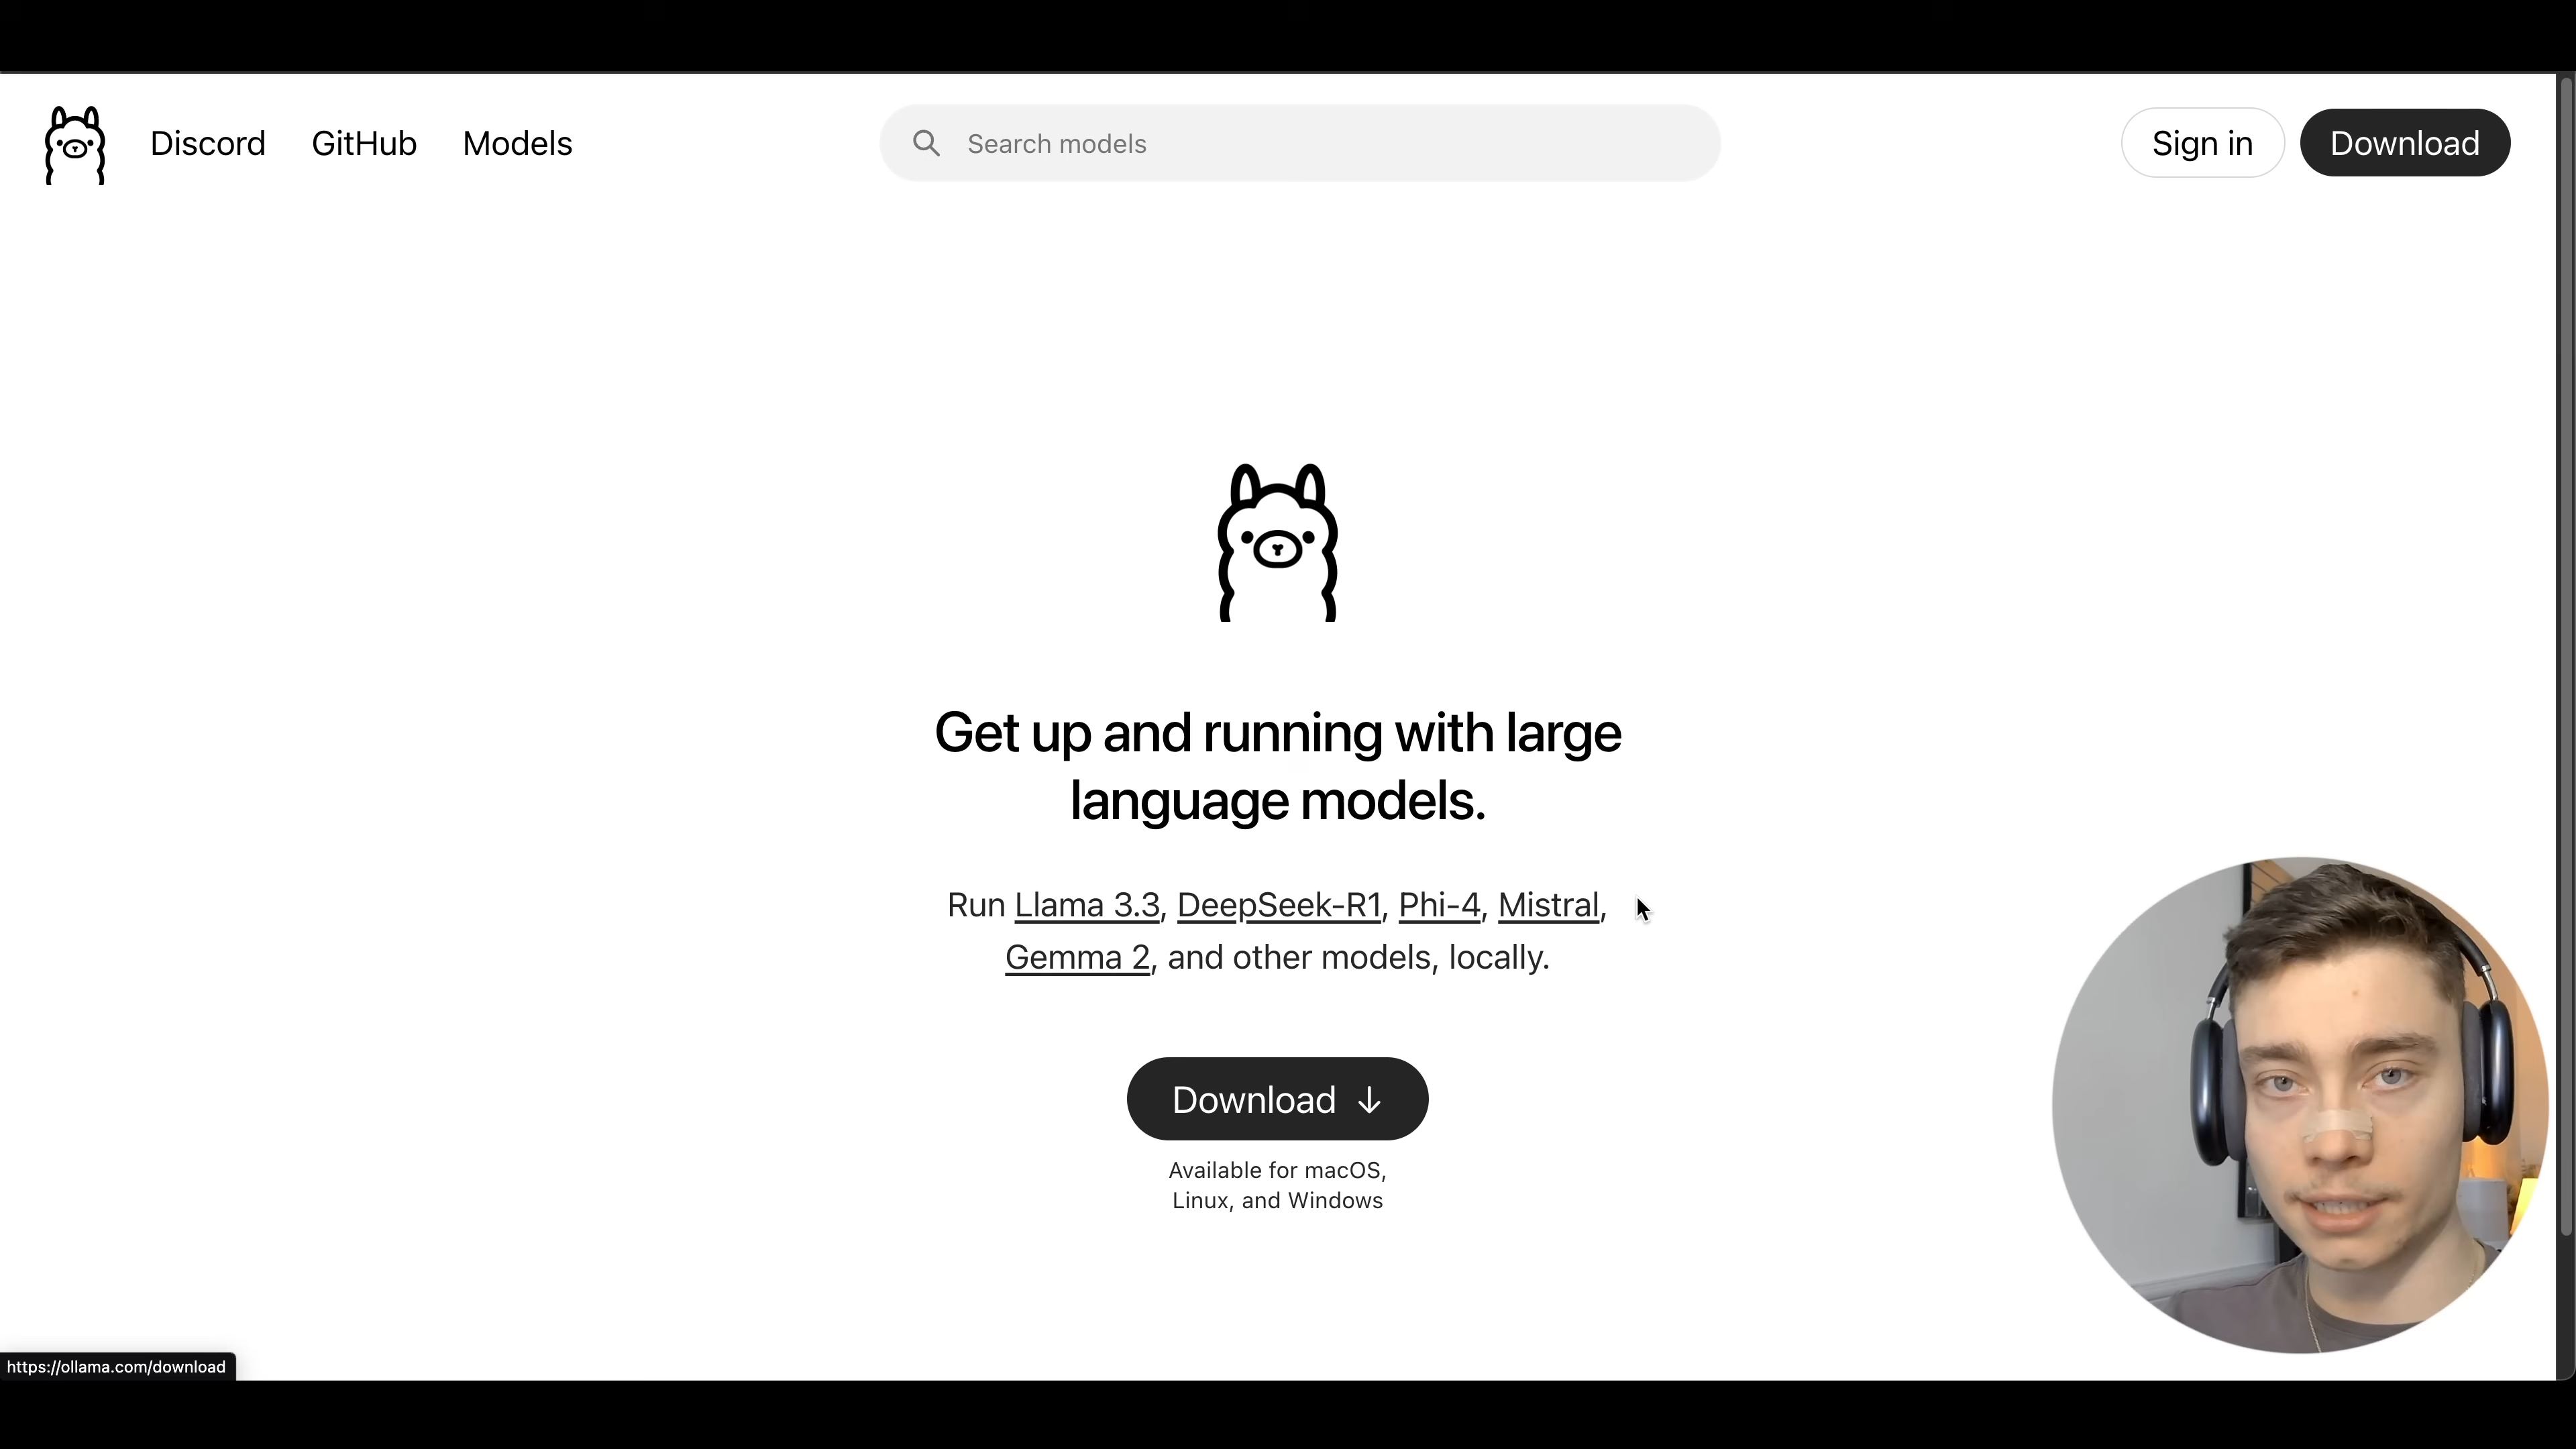 Discord GitHub Models
Search models
Sign in Download
Get up and running with large
language models.
Run Llama 3.3, DeepSeek-R1, Phi-4, Mistral,
Gemma 2, and other models, locally.
Download ↓
Available for macOS,
Linux, and Windows
https://ollama.com/download